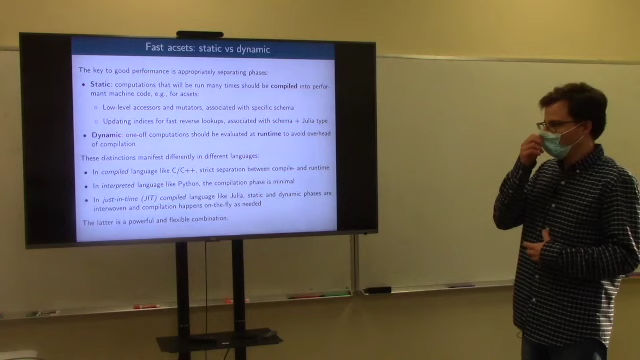 Fast acsets: static vs dynamic
The key to good performance is appropriately separating phases:
• Static: computations that will be run many times should be compiled into perfor-
mant machine code, e.g., for acsets:
○ Low-level accessors and mutators, associated with specific schema
○ Updating indices for fast reverse lookups, associated with schema + Julia type
• Dynamic: one-off computations should be evaluated at runtime to avoid overhead
of compilation.
These distinctions manifest differently in different languages:
• In compiled language like C/C++, strict separation between compile- and runtime
• In interpreted language like Python, the compilation phase is minimal
• In just-in-time (JIT) compiled language like Julia, static and dynamic phases are
interwoven and compilation happens on-the-fly as needed
The latter is a powerful and flexible combination.